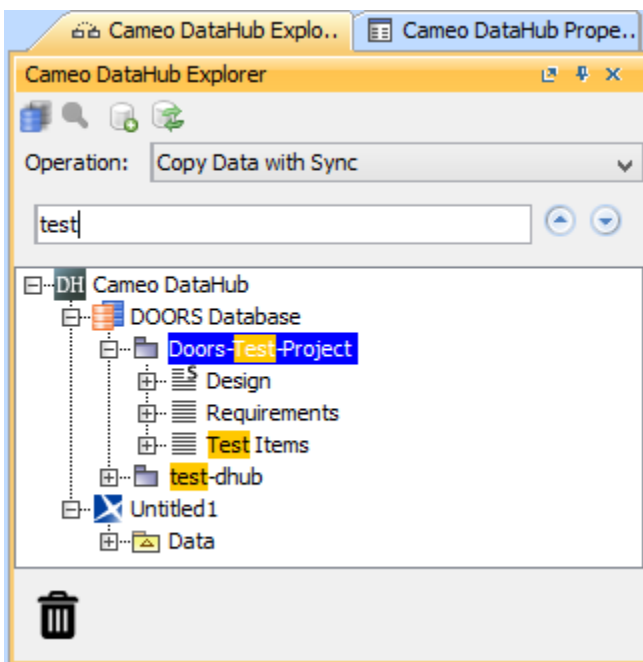 Cameo DataHub Explo.. Cameo DataHub Prope..
Cameo DataHub Explorer
Operation: Copy Data with Sync
test
DH Cameo DataHub
DOORS Database
Doors-Test-Project
S Design
Requirements
Test Items
test-dhub
Untitled1
Data